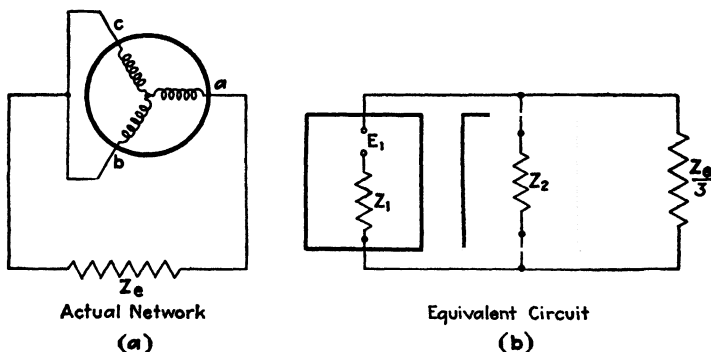 c
a
b
Zₑ
Actual Network
(a)
E₁
Z₁
Z₂
Zₑ/3
Equivalent Circuit
(b)